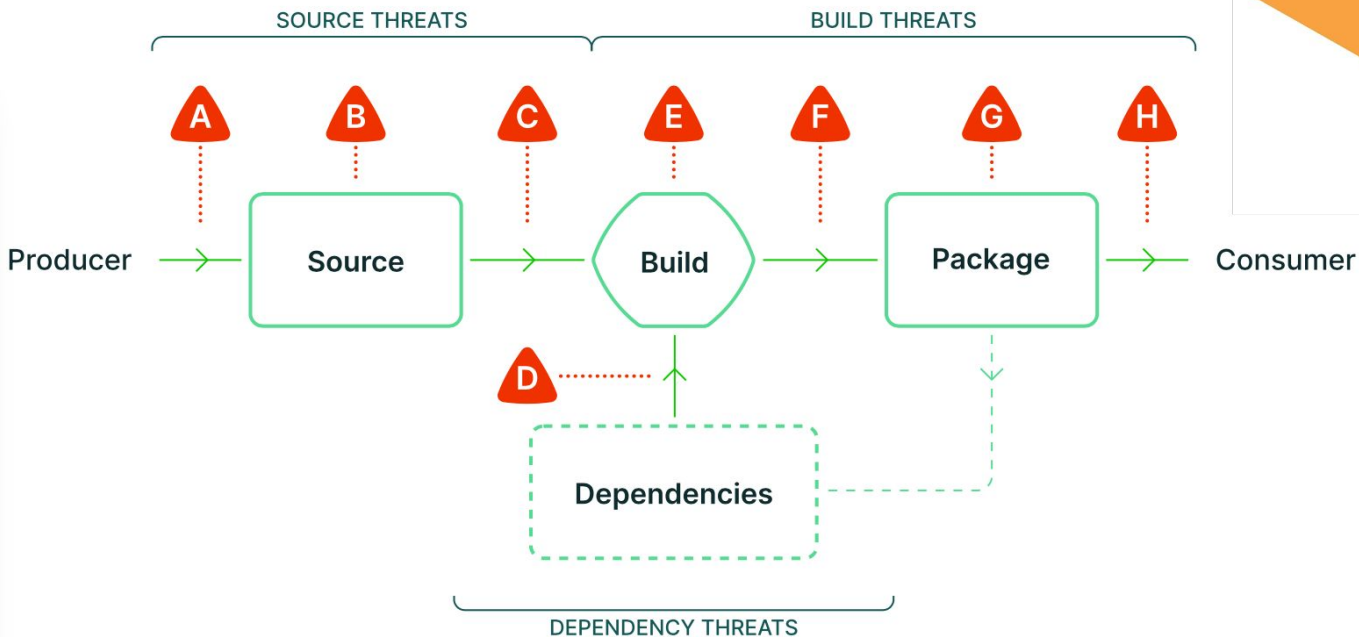 SOURCE THREATS
BUILD THREATS
A
B
C
E
F
G
H
Producer
Source
Build
Package
Consumer
D
Dependencies
DEPENDENCY THREATS